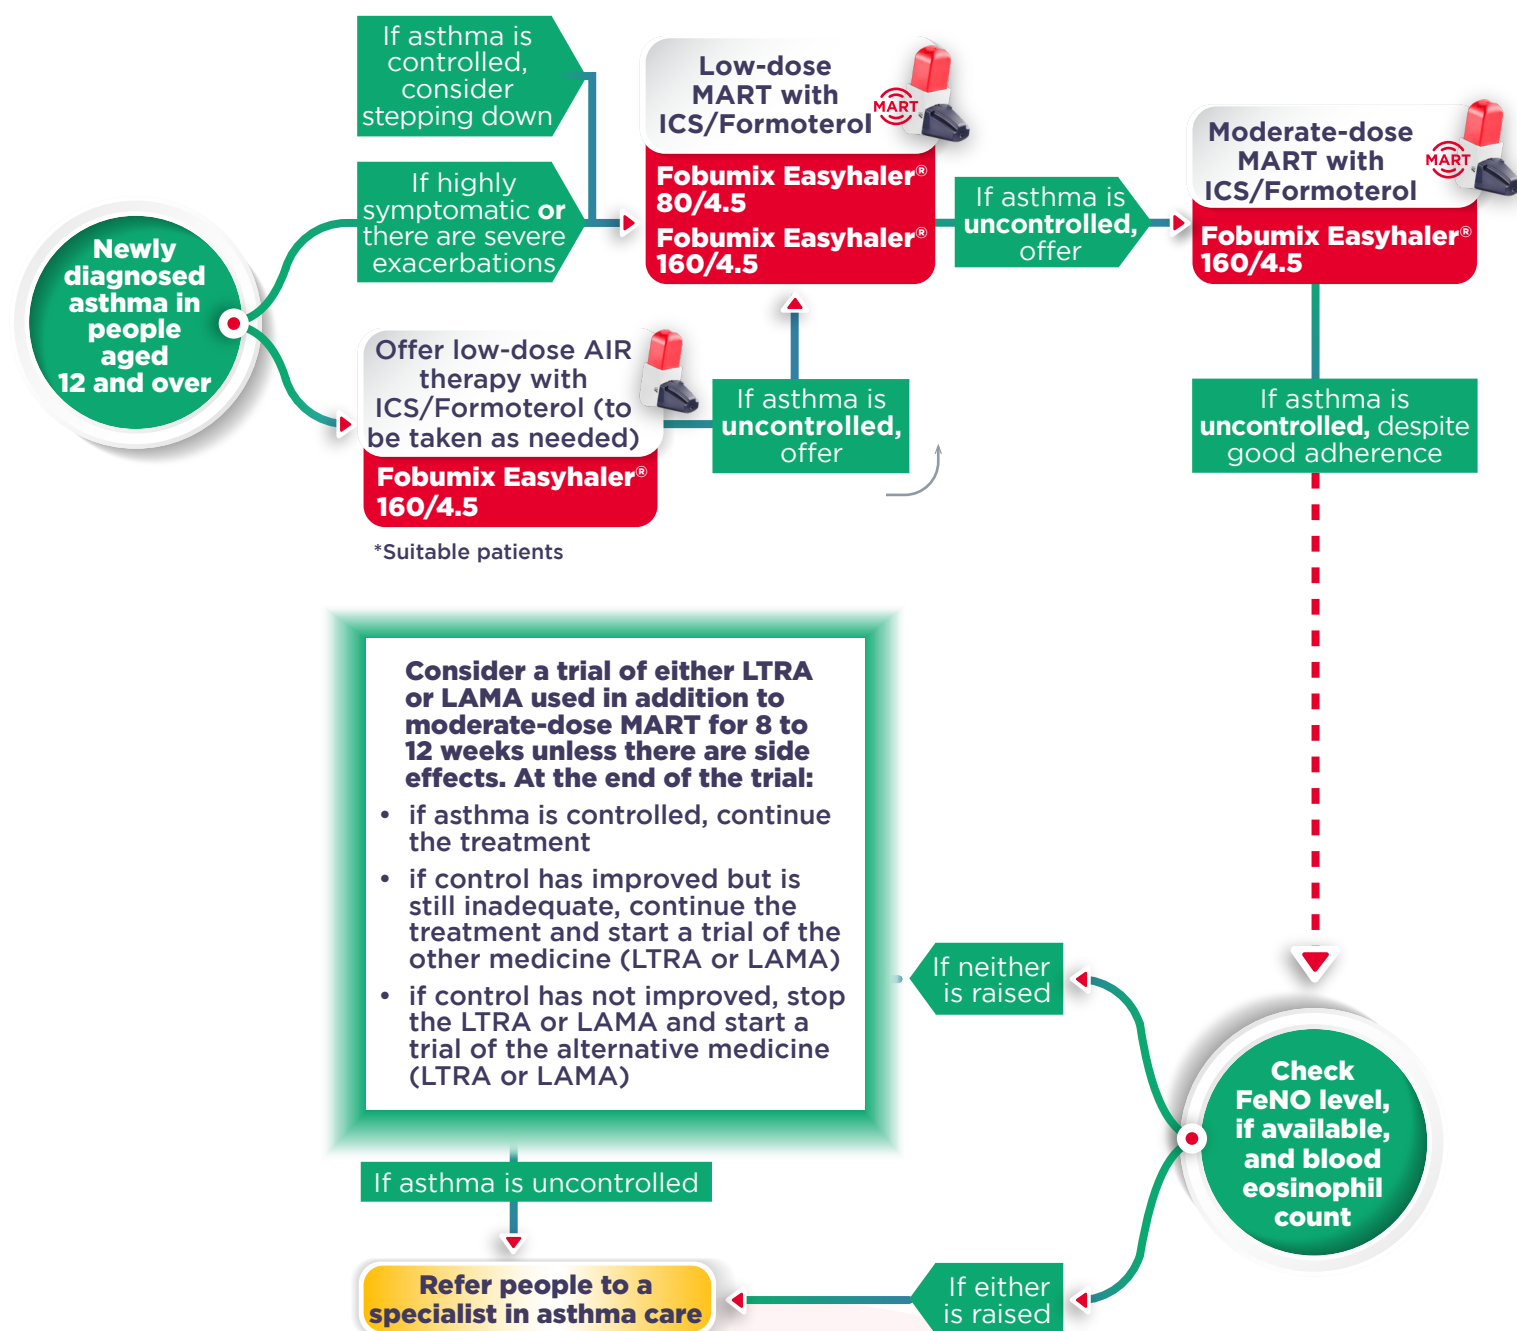 If asthma is
controlled,
consider
stepping down
Low-dose
MART with
ICS/Formoterol
MART
Fobumix Easyhaler®
80/4.5
Fobumix Easyhaler®
160/4.5
Moderate-dose
MART with
ICS/Formoterol
MART
Fobumix Easyhaler®
160/4.5
If highly
symptomatic or
there are severe
exacerbations
If asthma is
uncontrolled,
offer
Newly
diagnosed
asthma in
people
aged
12 and over
Offer low-dose AIR
therapy with
ICS/Formoterol (to
be taken as needed)
Fobumix Easyhaler®
160/4.5
*Suitable patients
If asthma is
uncontrolled,
offer
If asthma is
uncontrolled, despite
good adherence
Consider a trial of either LTRA
or LAMA used in addition to
moderate-dose MART for 8 to
12 weeks unless there are side
effects. At the end of the trial:
• if asthma is controlled, continue
the treatment
• if control has improved but is
still inadequate, continue the
treatment and start a trial of the
other medicine (LTRA or LAMA)
• if control has not improved, stop
the LTRA or LAMA and start a
trial of the alternative medicine
(LTRA or LAMA)
If neither
is raised
Check
FeNO level,
if available,
and blood
eosinophil
count
If asthma is uncontrolled
Refer people to a
specialist in asthma care
If either
is raised